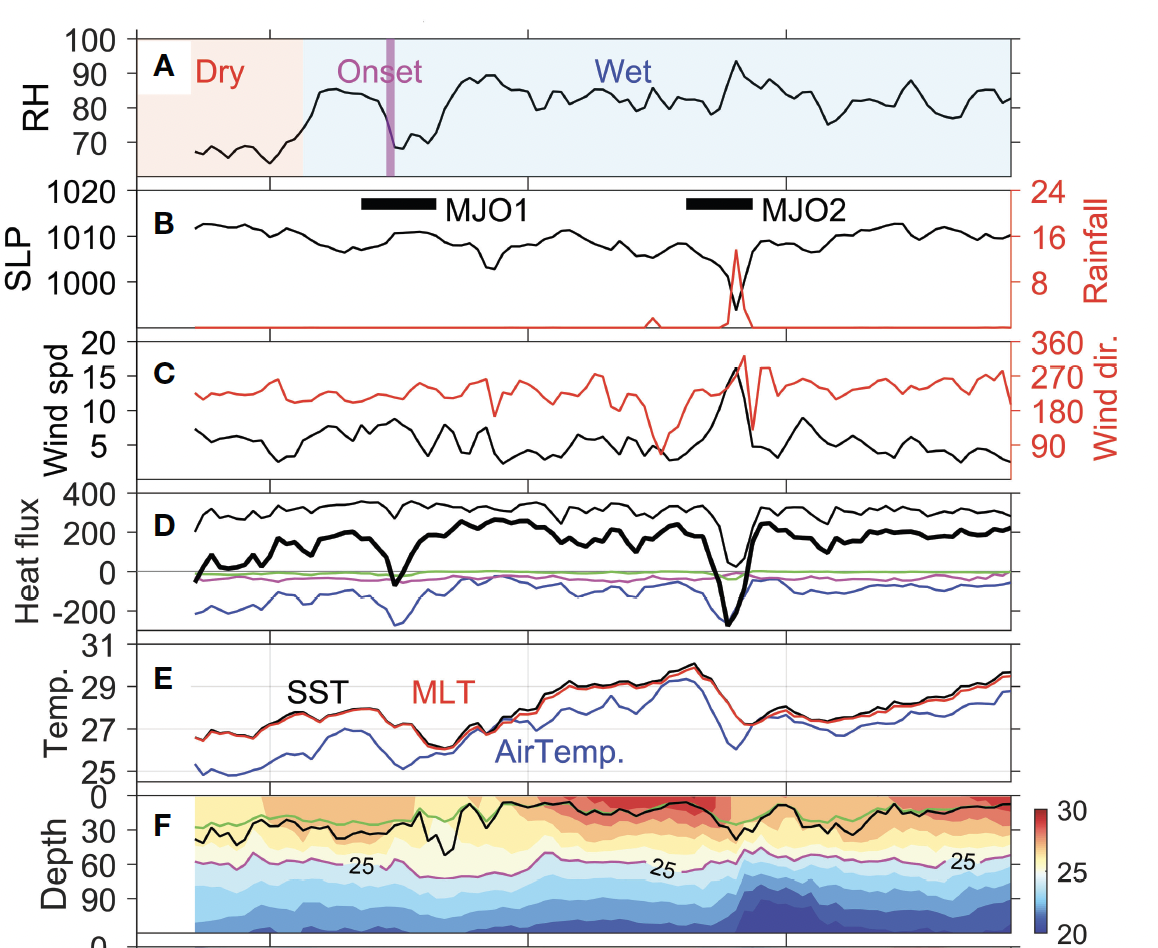 100
90
80
70
RH
A
Dry
Onset
Wet
1020
1010
1000
SLP
B
MJO1
MJO2
24
16
8
Rainfall
20
15
10
5
Wind spd
C
360
270
180
90
Wind dir.
400
200
0
-200
Heat flux
D
31
29
27
25
Temp.
E
SST
MLT
AirTemp.
0
30
60
90
Depth
F
25
25
25
30
25
20
0